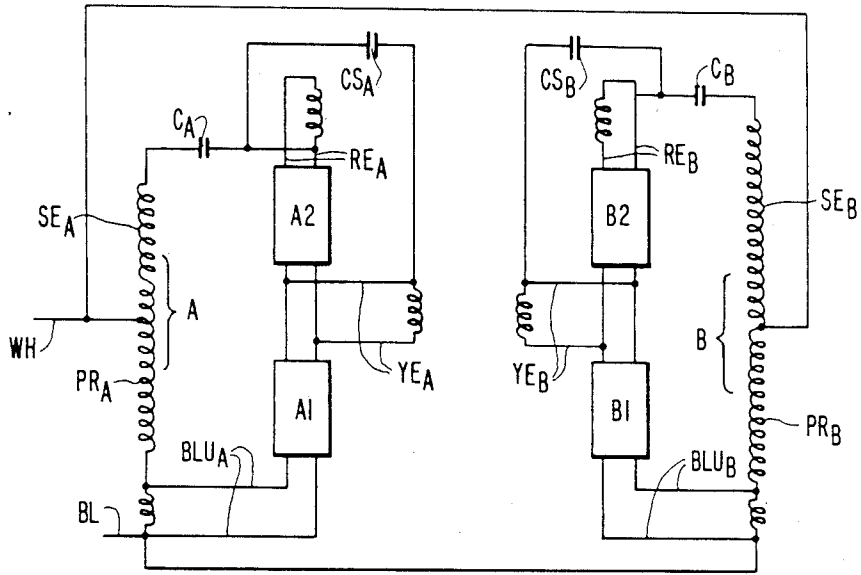 CS_A
CS_B
C_B
C_A
RE_A
RE_B
A2
B2
SE_A
SE_B
A
B
WH
PR_A
YE_A
YE_B
A1
B1
PR_B
BLU_A
BLU_B
BL